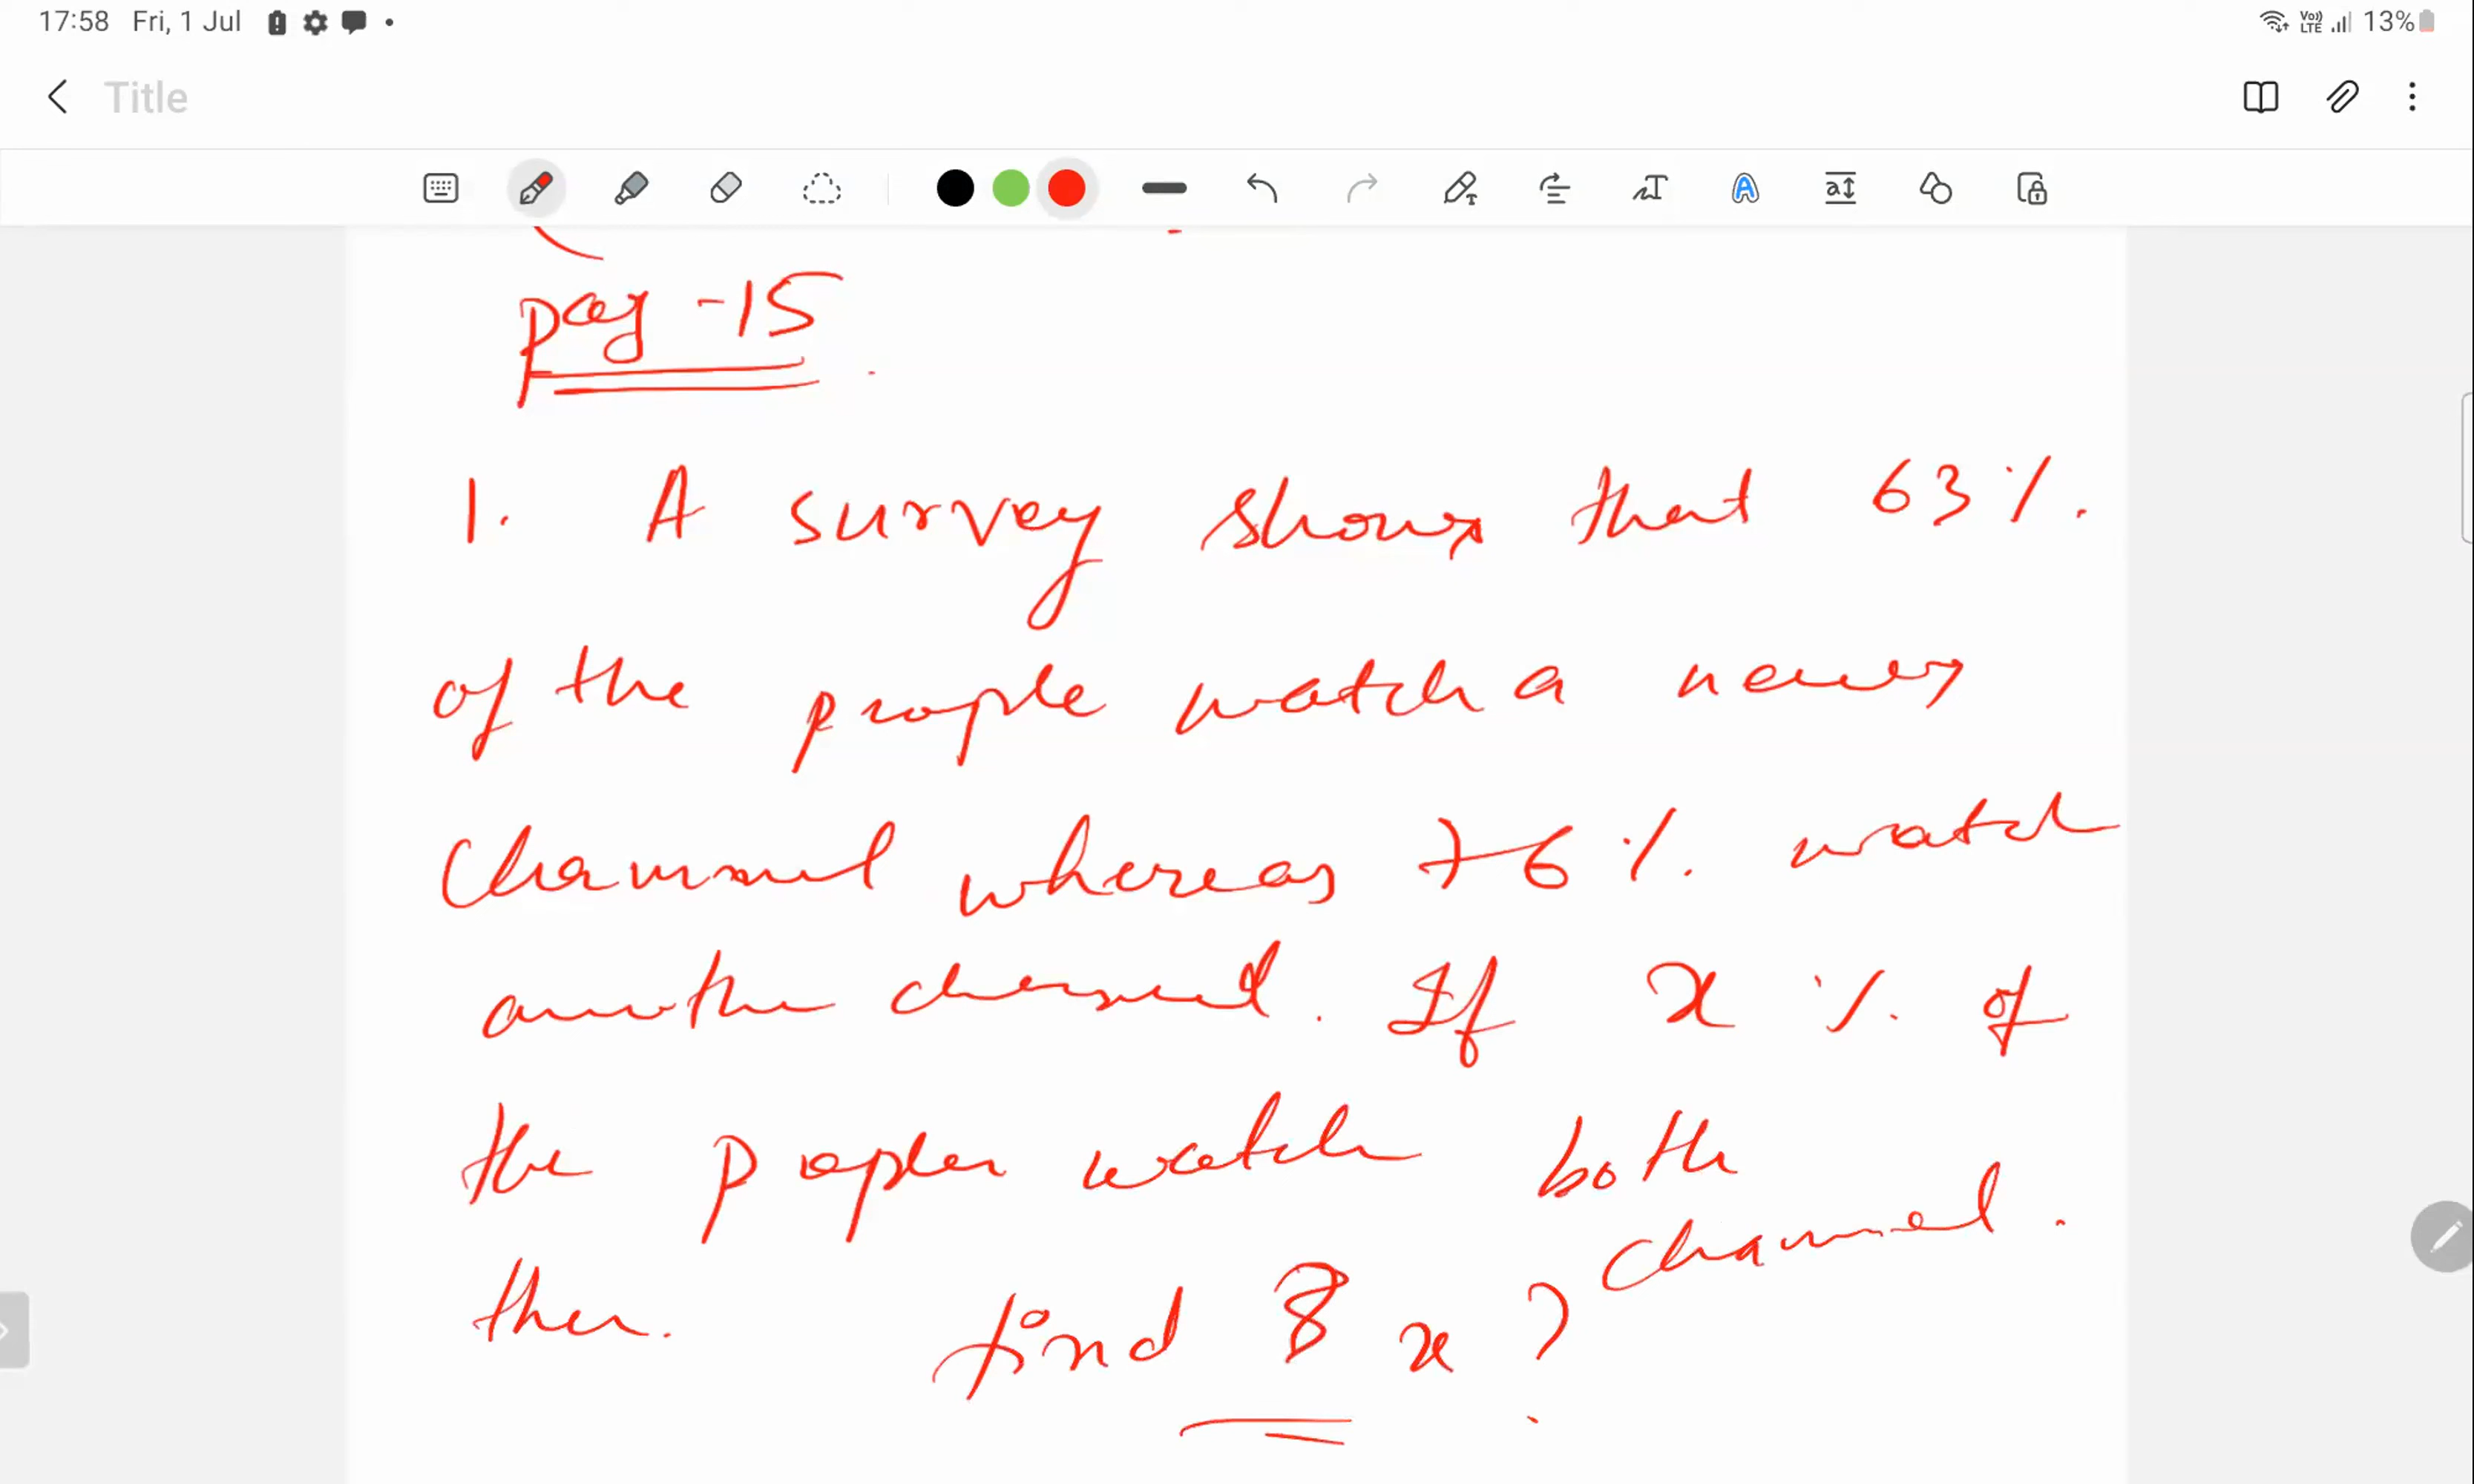 17:58 Fri, 1 Jul
13%
Title
pag -15
1. A survey shows that 63%.
of the people watch a news
Channel whereas 76%. watch
another channel. If x %. of
the people watch both
channel.
then. find x ?